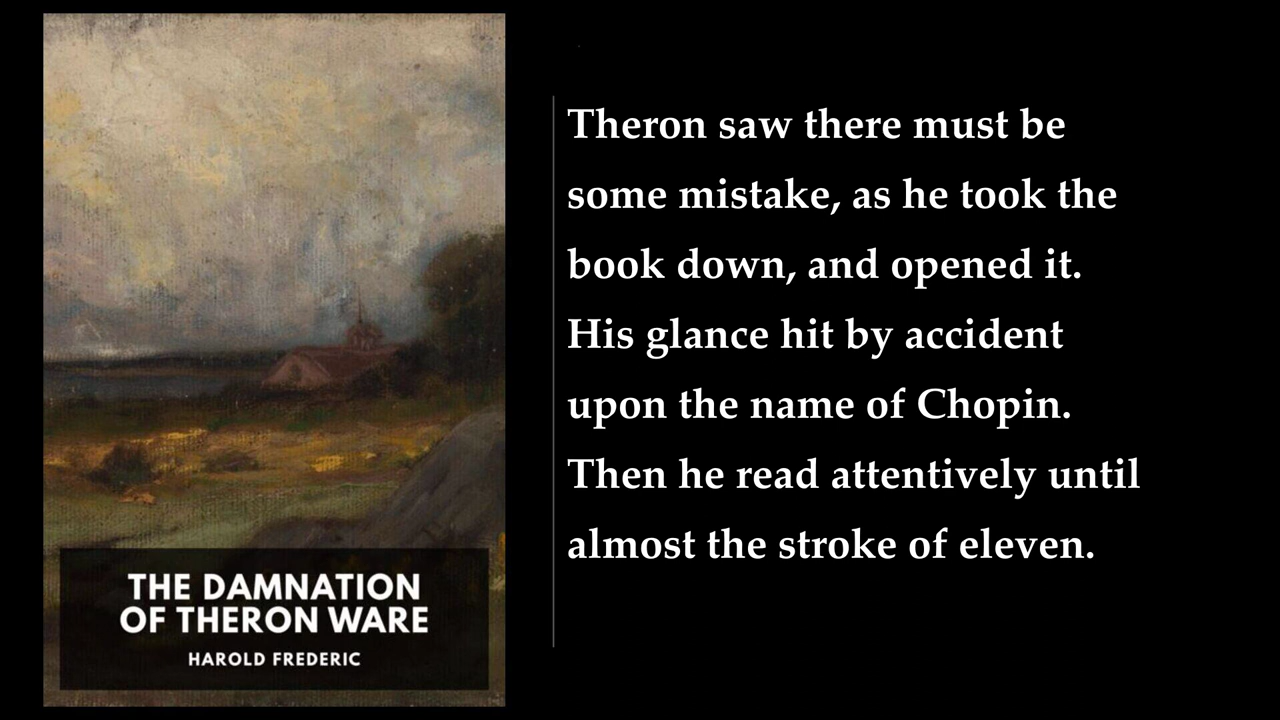 THE DAMNATION
OF THERON WARE
HAROLD FREDERIC
Theron saw there must be
some mistake, as he took the
book down, and opened it.
His glance hit by accident
upon the name of Chopin.
Then he read attentively until
almost the stroke of eleven.